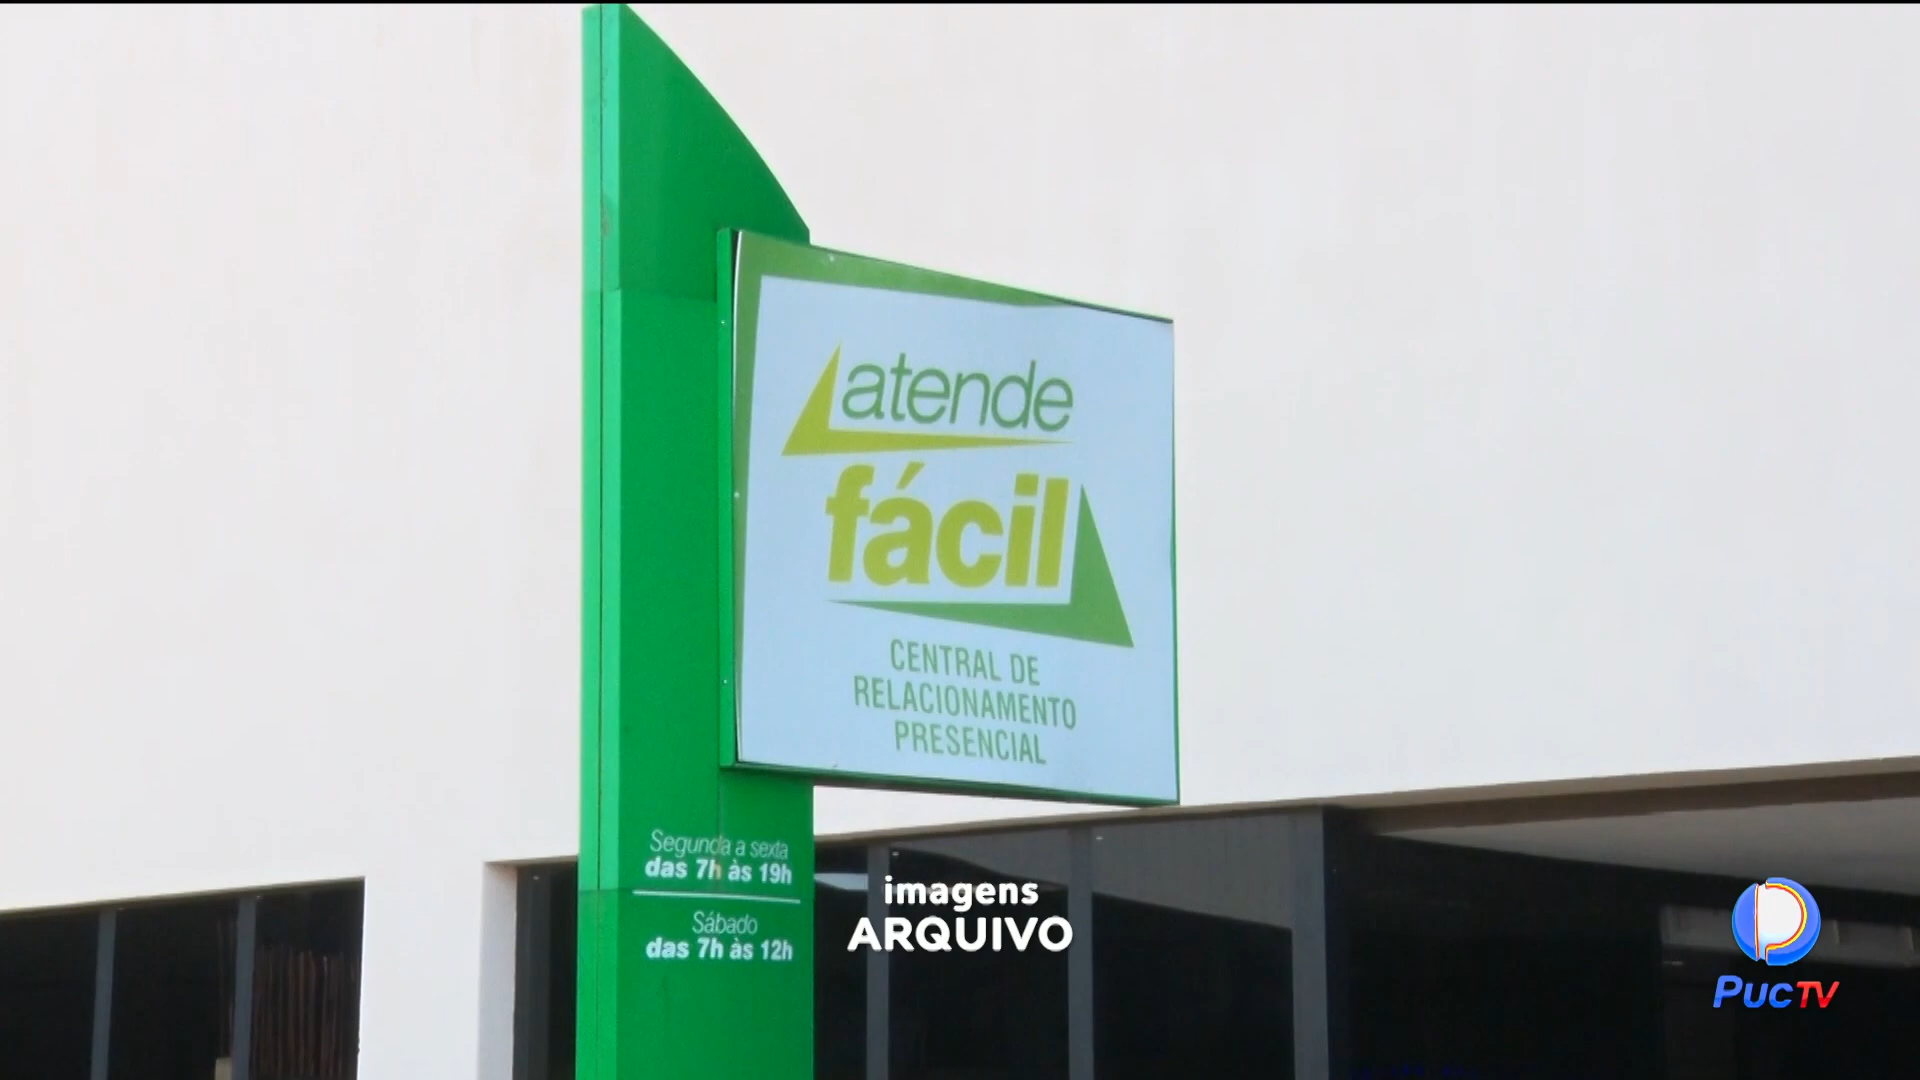 atende
fácil
CENTRAL DE
RELACIONAMENTO
PRESENCIAL
Segunda a sexta
das 7h às 19h
Sábado
das 7h às 12h
imagens
ARQUIVO
PUCTV